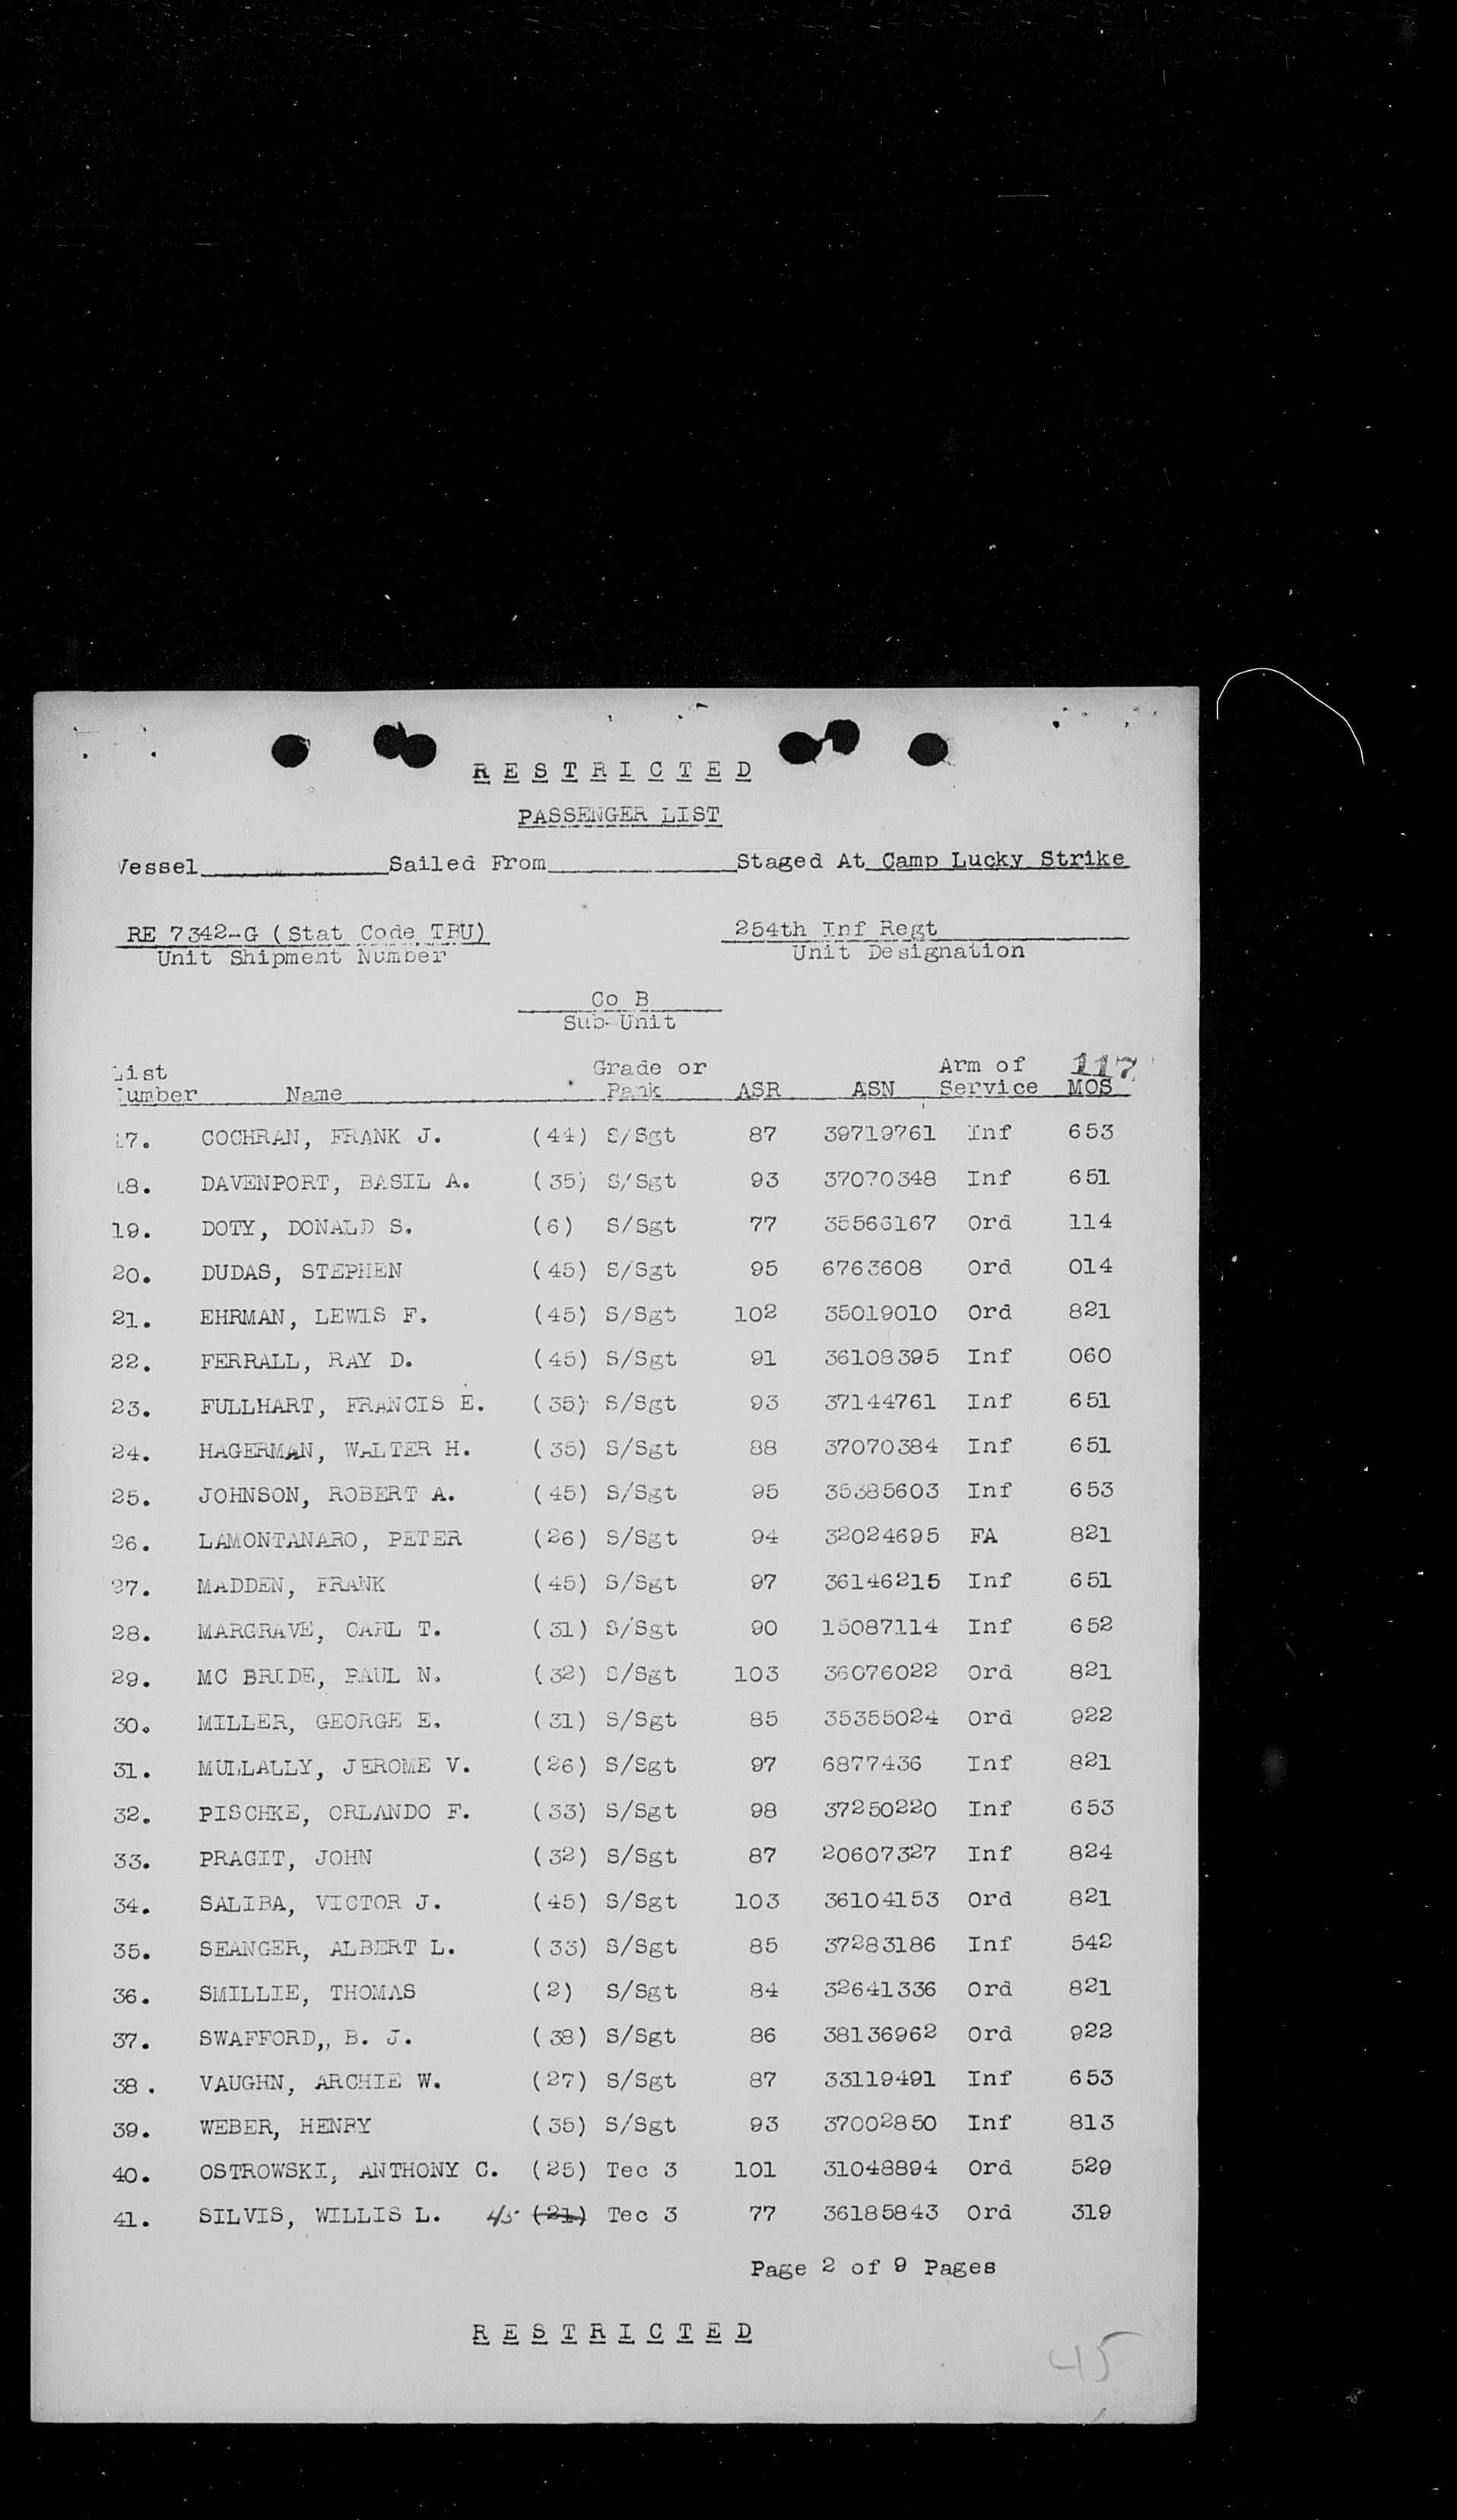 RESTRICTED
PASSENGER LIST
Vessel Sailed From Staged At Camp Lucky Strike
RE 7342-G (Stat Code TBU) 254th Inf Regt
Unit Shipment Number Unit Designation
Co B
Sub-Unit
List Grade or Arm of 117
Number Name Rank ASR ASN Service MOS
17. COCHRAN, FRANK J. (44) S/Sgt 87 39719761 Inf 653
18. DAVENPORT, BASIL A. (35) S/Sgt 93 37070348 Inf 651
19. DOTY, DONALD S. (6) S/Sgt 77 35563167 Ord 114
20. DUDAS, STEPHEN (45) S/Sgt 95 6763608 Ord 014
21. EHRMAN, LEWIS F. (45) S/Sgt 102 35019010 Ord 821
22. FERRALL, RAY D. (45) S/Sgt 91 36108395 Inf 060
23. FULLHART, FRANCIS E. (35) S/Sgt 93 37144761 Inf 651
24. HAGERMAN, WALTER H. (35) S/Sgt 88 37070384 Inf 651
25. JOHNSON, ROBERT A. (45) S/Sgt 95 35385603 Inf 653
26. LAMONTANARO, PETER (26) S/Sgt 94 32024695 FA 821
27. MADDEN, FRANK (45) S/Sgt 97 36146215 Inf 651
28. MARGRAVE, CARL T. (31) S/Sgt 90 15087114 Inf 652
29. MC BRIDE, PAUL N. (32) S/Sgt 103 36076022 Ord 821
30. MILLER, GEORGE E. (31) S/Sgt 85 35355024 Ord 922
31. MULLALLY, JEROME V. (26) S/Sgt 97 6877436 Inf 821
32. PISCHKE, ORLANDO F. (33) S/Sgt 98 37250220 Inf 653
33. PRAGIT, JOHN (32) S/Sgt 87 20607327 Inf 824
34. SALIBA, VICTOR J. (45) S/Sgt 103 36104153 Ord 821
35. SEANGER, ALBERT L. (33) S/Sgt 85 37283186 Inf 542
36. SMILLIE, THOMAS (2) S/Sgt 84 32641336 Ord 821
37. SWAFFORD,, B. J. (38) S/Sgt 86 38136962 Ord 922
38. VAUGHN, ARCHIE W. (27) S/Sgt 87 33119491 Inf 653
39. WEBER, HENRY (35) S/Sgt 93 37002850 Inf 813
40. OSTROWSKI, ANTHONY C. (25) Tec 3 101 31048894 Ord 529
41. SILVIS, WILLIS L. 45 (21) Tec 3 77 36185843 Ord 319
Page 2 of 9 Pages
RESTRICTED
45